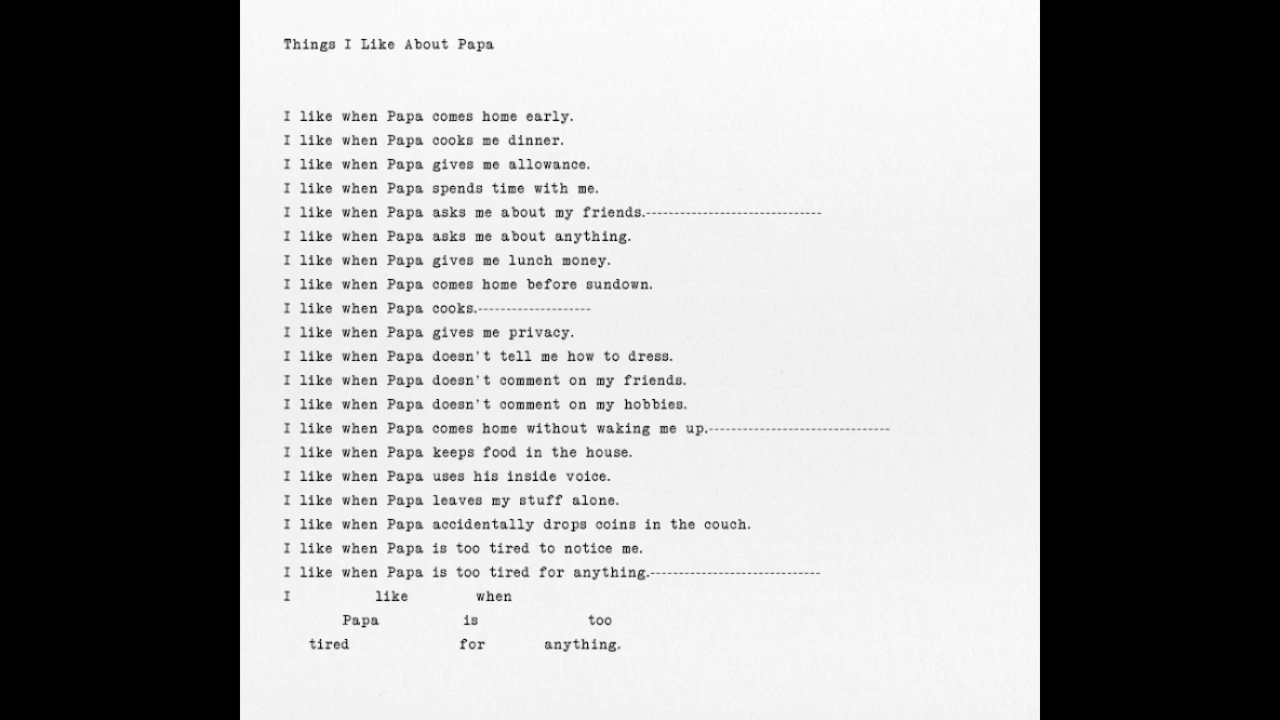 Things I Like About Papa
I like when Papa comes home early.
I like when Papa cooks me dinner.
I like when Papa gives me allowance.
I like when Papa spends time with me.
I like when Papa asks me about my friends.------------------------------
I like when Papa asks me about anything.
I like when Papa gives me lunch money.
I like when Papa comes home before sundown.
I like when Papa cooks.-------------------
I like when Papa gives me privacy.
I like when Papa doesn't tell me how to dress.
I like when Papa doesn't comment on my friends.
I like when Papa doesn't comment on my hobbies.
I like when Papa comes home without waking me up.-------------------------------
I like when Papa keeps food in the house.
I like when Papa uses his inside voice.
I like when Papa leaves my stuff alone.
I like when Papa accidentally drops coins in the couch.
I like when Papa is too tired to notice me.
I like when Papa is too tired for anything.-----------------------------
I like when
Papa is too
tired for anything.